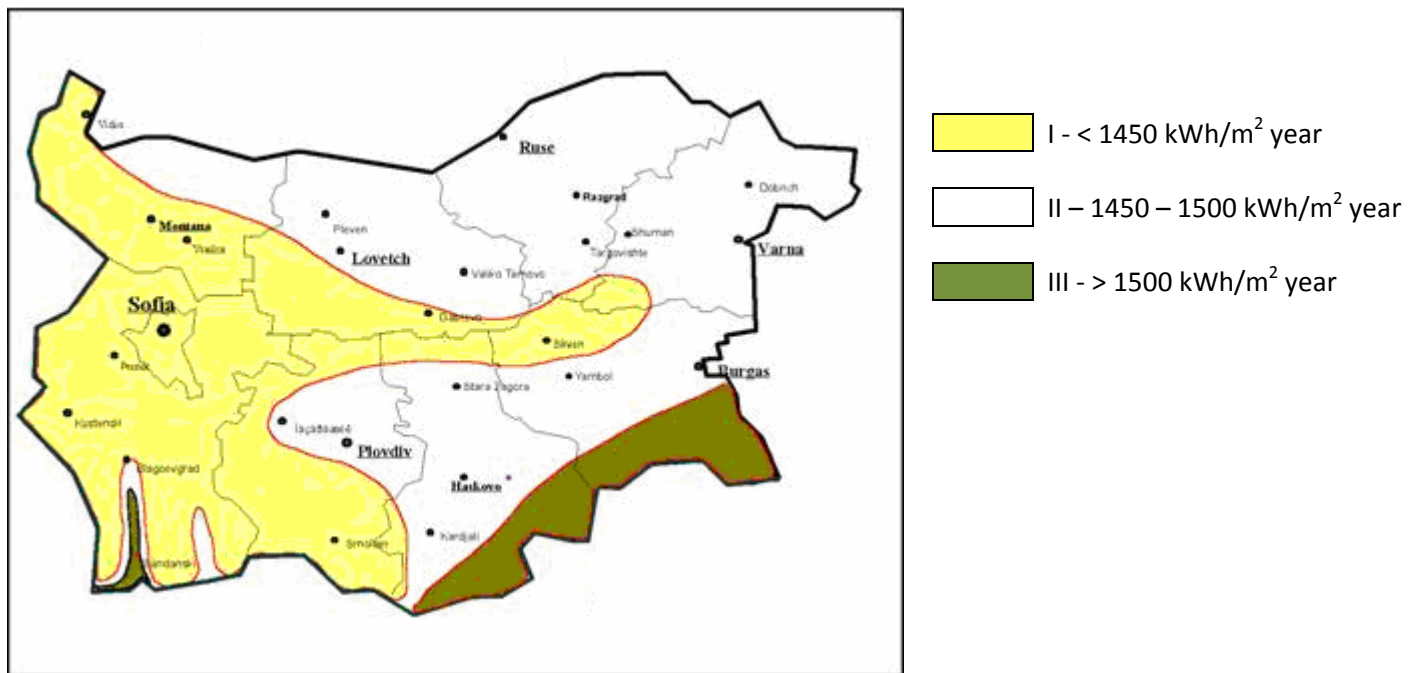 Vidin
Ruse
Razgrad
Dobrich
Montana
Vratca
Pleven
Lovetch
Shuman
Targovishte
Varna
Veliko Tarnovo
Sofia
Gabrovo
Sliven
Pernik
Stara Zagora
Yambol
Burgas
Kustendil
Plovdiv
Blagoevgrad
Haskovo
Kardjali
Smolian
Sandanski
I - < 1450 kWh/m² year
II – 1450 – 1500 kWh/m² year
III - > 1500 kWh/m² year